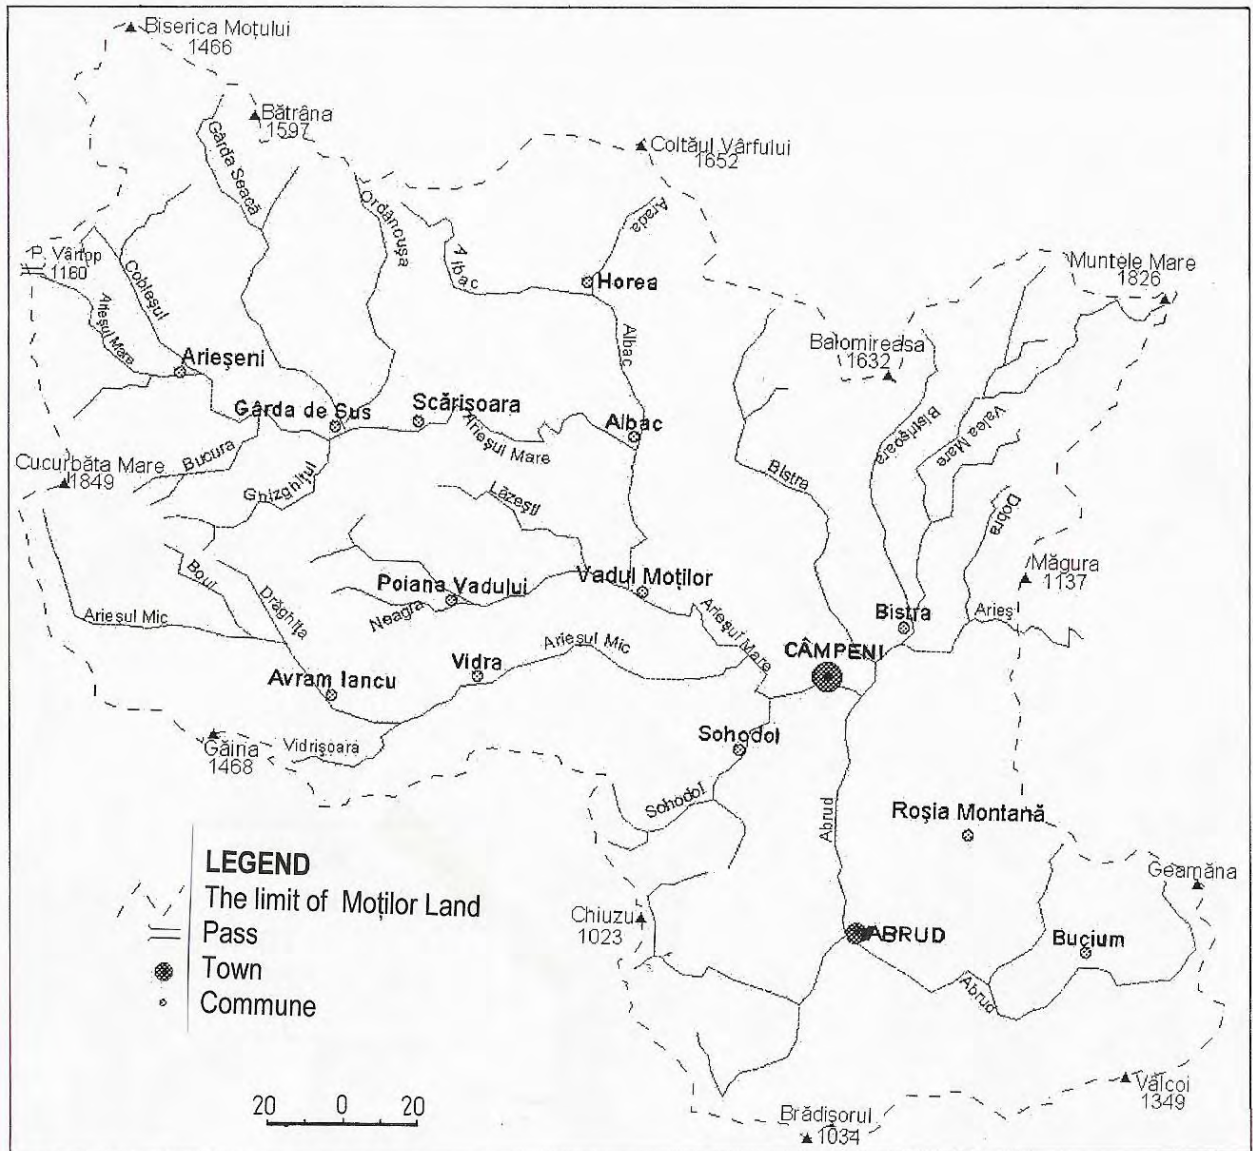 Biserica Moțului
1466
Bătrâna
1597
Coltăul Vârfului
1652
Gârda Seacă
Ordâncușa
Arada
P. Vârtop
1160
Cobleșul
Albac
Horea
Muntele Mare
1826
Arieșul Mare
Arieșeni
Albac
Balomireasa
1632
Gârda de Sus
Scărișoara
Arieșul Mare
Albac
Bistrișoara
Valea Mare
Bucura
Cucurbăta Mare
1849
Ghizghițul
Lăzești
Bistra
Dobra
Boul
Drăghița
Poiana Vadului
Neagra
Vadul Moților
Măgura
1137
Arieșul Mic
Arieșul Mare
Bistra
Arieș
Arieșul Mic
CÂMPENI
Avram Iancu
Vidra
Găina
1468
Vidrișoara
Sohodol
Sohodol
Abrud
Roșia Montană
Geamăna
Chiuzu
1023
ABRUD
Bucium
Abrud
Vâlcoi
1349
Brădișorul
1034
LEGEND
The limit of Moților Land
Pass
Town
Commune
20 0 20